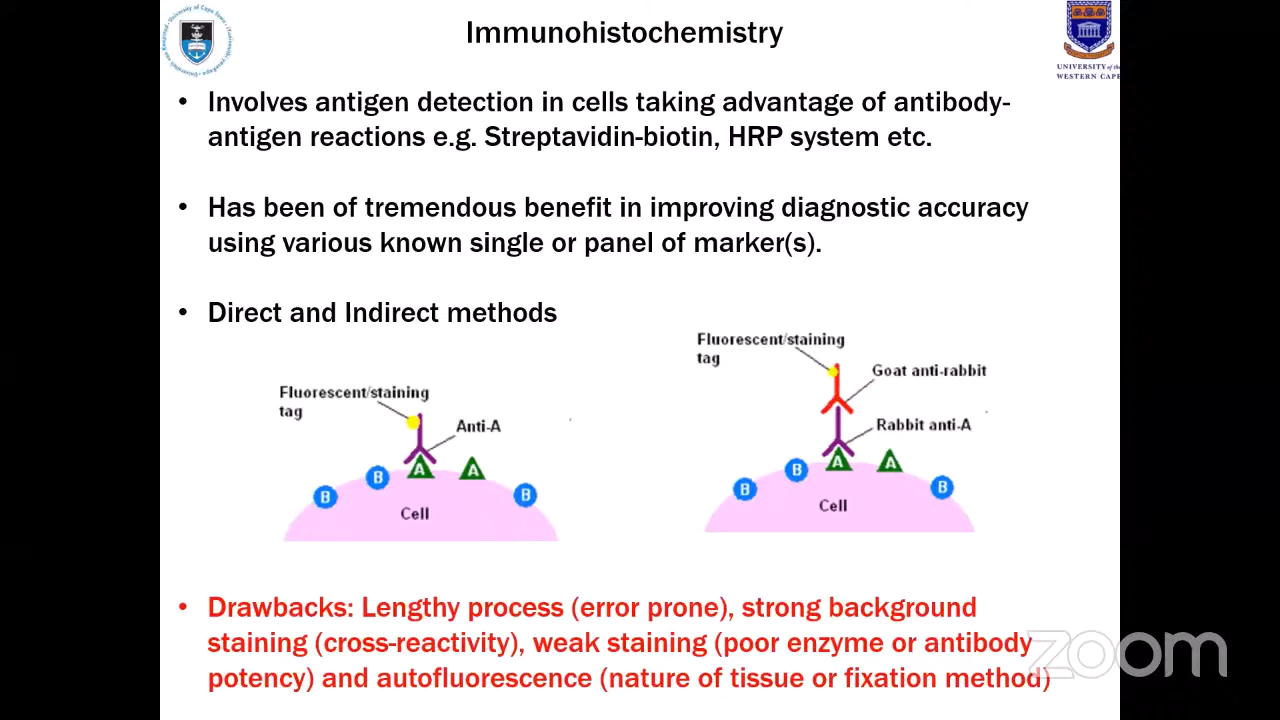 Immunohistochemistry
UNIVERSITY of the
WESTERN CAPE
• Involves antigen detection in cells taking advantage of antibody-
antigen reactions e.g. Streptavidin-biotin, HRP system etc.
• Has been of tremendous benefit in improving diagnostic accuracy
using various known single or panel of marker(s).
• Direct and Indirect methods
Fluorescent/staining
tag
Anti-A
A
A
B
B
B
Cell
Fluorescent/staining
tag
Goat anti-rabbit
Rabbit anti-A
A
A
B
B
B
Cell
• Drawbacks: Lengthy process (error prone), strong background
staining (cross-reactivity), weak staining (poor enzyme or antibody
potency) and autofluorescence (nature of tissue or fixation method)
zoom